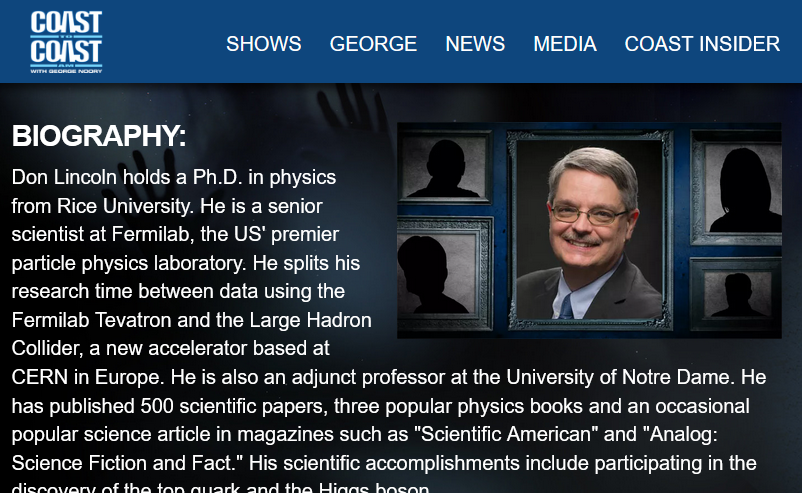 COAST
TO
COAST
AM
WITH GEORGE NOORY
SHOWS GEORGE NEWS MEDIA COAST INSIDER
BIOGRAPHY:
Don Lincoln holds a Ph.D. in physics
from Rice University. He is a senior
scientist at Fermilab, the US' premier
particle physics laboratory. He splits his
research time between data using the
Fermilab Tevatron and the Large Hadron
Collider, a new accelerator based at
CERN in Europe. He is also an adjunct professor at the University of Notre Dame. He
has published 500 scientific papers, three popular physics books and an occasional
popular science article in magazines such as "Scientific American" and "Analog:
Science Fiction and Fact." His scientific accomplishments include participating in the
discovery of the top quark and the Higgs boson.